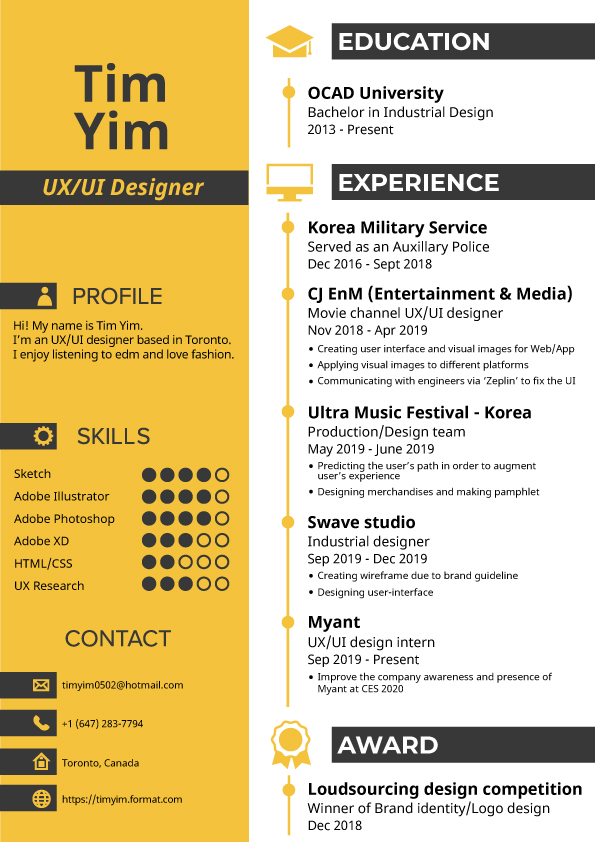 Tim
Yim
UX/UI Designer
PROFILE
Hi! My name is Tim Yim.
I'm an UX/UI designer based in Toronto.
I enjoy listening to edm and love fashion.
SKILLS
Sketch
Adobe Illustrator
Adobe Photoshop
Adobe XD
HTML/CSS
UX Research
CONTACT
timyim0502@hotmail.com
+1 (647) 283-7794
Toronto, Canada
https://timyim.format.com
EDUCATION
OCAD University
Bachelor in Industrial Design
2013 - Present
EXPERIENCE
Korea Military Service
Served as an Auxillary Police
Dec 2016 - Sept 2018
CJ EnM (Entertainment & Media)
Movie channel UX/UI designer
Nov 2018 - Apr 2019
• Creating user interface and visual images for Web/App
• Applying visual images to different platforms
• Communicating with engineers via 'Zeplin' to fix the UI
Ultra Music Festival - Korea
Production/Design team
May 2019 - June 2019
• Predicting the user's path in order to augment
user's experience
• Designing merchandises and making pamphlet
Swave studio
Industrial designer
Sep 2019 - Dec 2019
• Creating wireframe due to brand guideline
• Designing user-interface
Myant
UX/UI design intern
Sep 2019 - Present
• Improve the company awareness and presence of
Myant at CES 2020
AWARD
Loudsourcing design competition
Winner of Brand identity/Logo design
Dec 2018